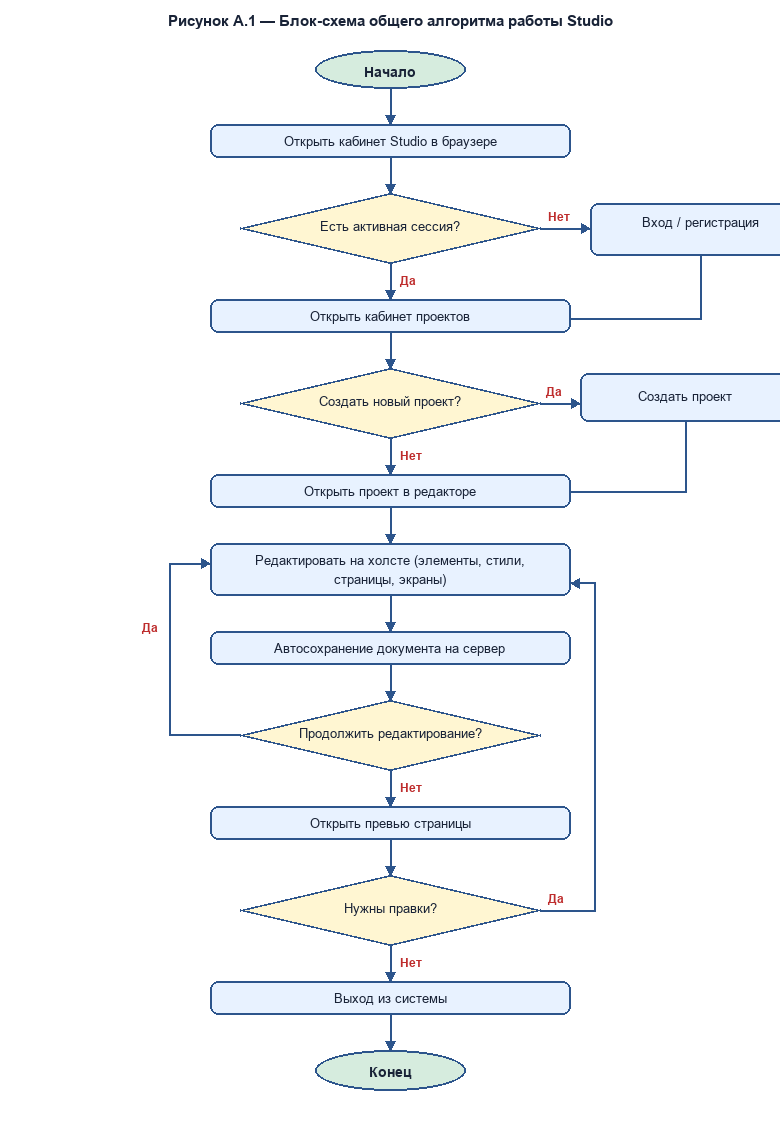 Рисунок А.1 — Блок-схема общего алгоритма работы Studio
Начало
Открыть кабинет Studio в браузере
Есть активная сессия?
Нет
Вход / регистрация
Да
Открыть кабинет проектов
Создать новый проект?
Да
Создать проект
Нет
Открыть проект в редакторе
Редактировать на холсте (элементы, стили,
страницы, экраны)
Да
Автосохранение документа на сервер
Продолжить редактирование?
Нет
Открыть превью страницы
Нужны правки?
Да
Нет
Выход из системы
Конец